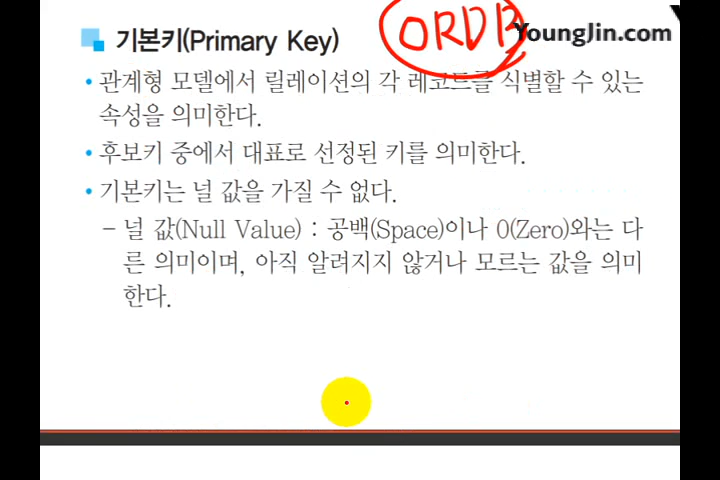 기본키(Primary Key)
ORDB
YoungJin.com
• 관계형 모델에서 릴레이션의 각 레코드를 식별할 수 있는
속성을 의미한다.
• 후보키 중에서 대표로 선정된 키를 의미한다.
• 기본키는 널 값을 가질 수 없다.
– 널 값(Null Value) : 공백(Space)이나 0(Zero)와는 다
른 의미이며, 아직 알려지지 않거나 모르는 값을 의미
한다.